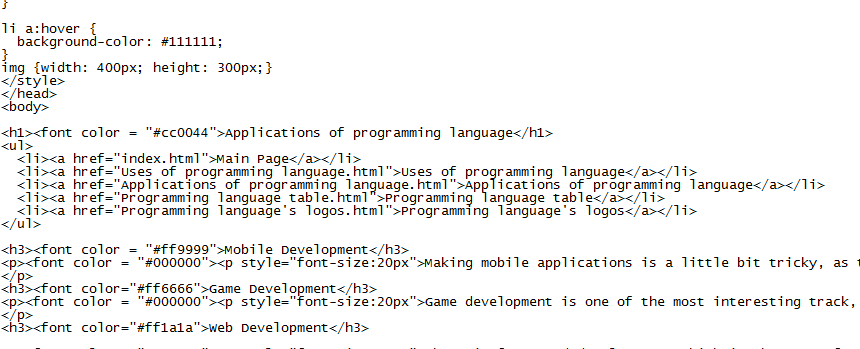 }
li a:hover {
  background-color: #111111;
}
img {width: 400px; height: 300px;}
</style>
</head>
<body>
<h1><font color = "#cc0044">Applications of programming language</h1>
<ul>
  <li><a href="index.html">Main Page</a></li>
  <li><a href="Uses of programming language.html">Uses of programming language</a></li>
  <li><a href="Applications of programming language.html">Applications of programming language</a></li>
  <li><a href="Programming language table.html">Programming language table</a></li>
  <li><a href="Programming language's logos.html">Programming language's logos</a></li>
</ul>
<h3><font color = "#ff9999">Mobile Development</h3>
<p><font color = "#000000"><p style="font-size:20px">Making mobile applications is a little bit tricky, as
</p>
<h3><font color="#ff6666">Game Development</h3>
<p><font color = "#000000"><p style="font-size:20px">Game development is one of the most interesting track,
</p>
<h3><font color="#ff1a1a">Web Development</h3>